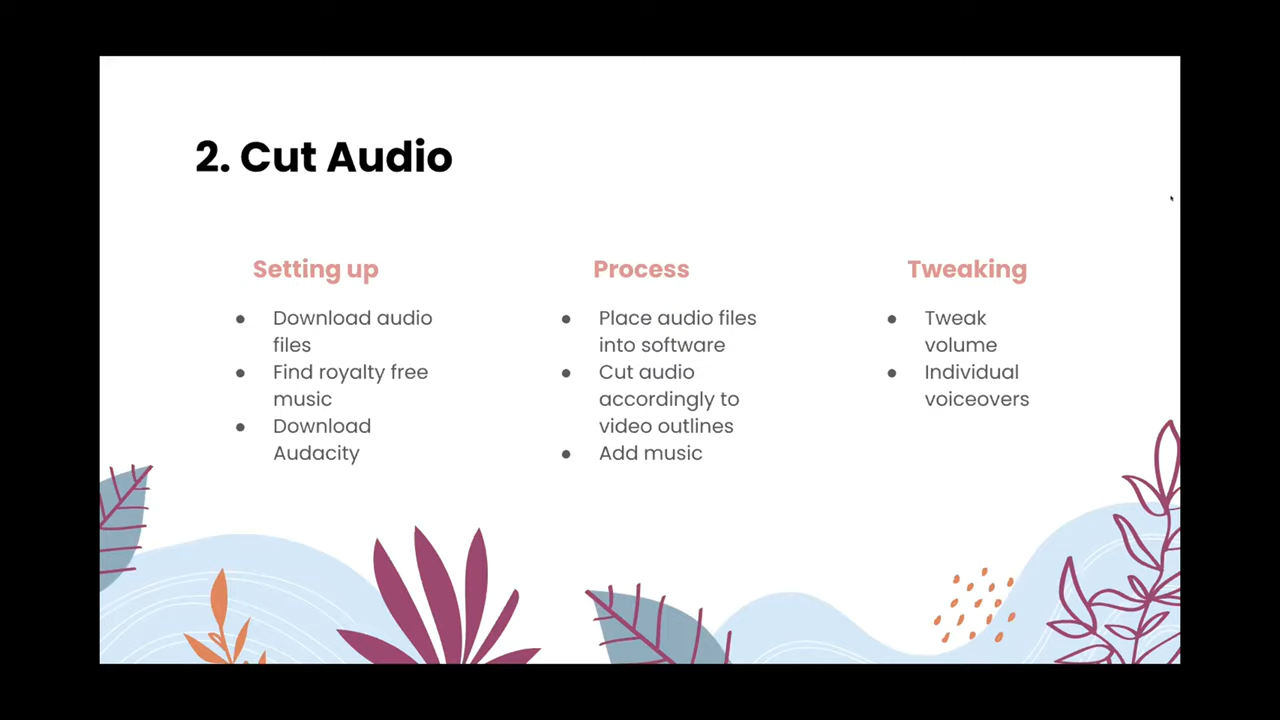 2. Cut Audio
Setting up
● Download audio
files
● Find royalty free
music
● Download
Audacity
Process
● Place audio files
into software
● Cut audio
accordingly to
video outlines
● Add music
Tweaking
● Tweak
volume
● Individual
voiceovers